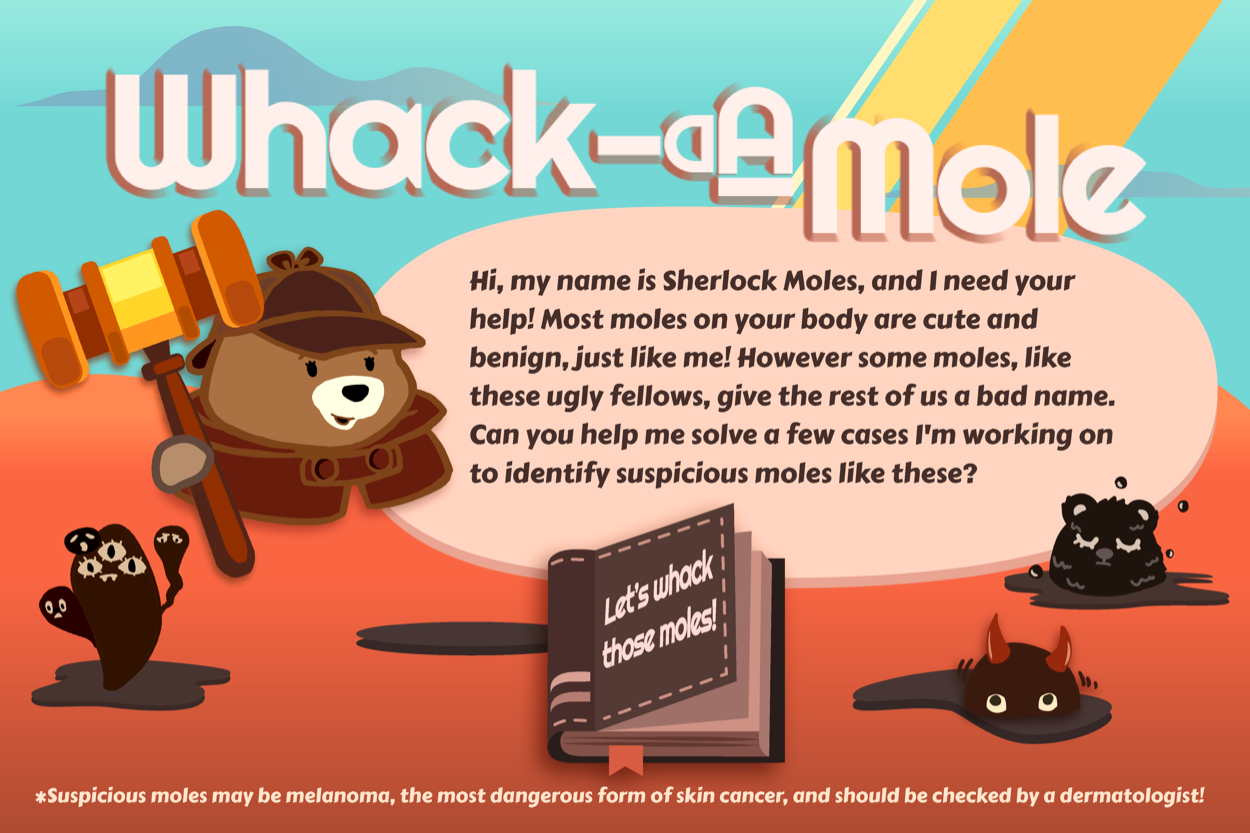 Whack-aA
Mole
Hi, my name is Sherlock Moles, and I need your
help! Most moles on your body are cute and
benign, just like me! However some moles, like
these ugly fellows, give the rest of us a bad name.
Can you help me solve a few cases I'm working on
to identify suspicious moles like these?
Let's whack
those moles!
*Suspicious moles may be melanoma, the most dangerous form of skin cancer, and should be checked by a dermatologist!